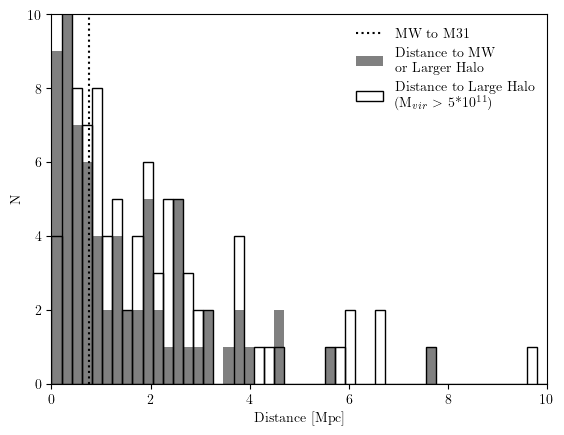 10
8
6
4
2
0
N
MW to M31
Distance to MW
or Larger Halo
Distance to Large Halo
(M_{vir} > 5*10^{11})
0 2 4 6 8 10
Distance [Mpc]